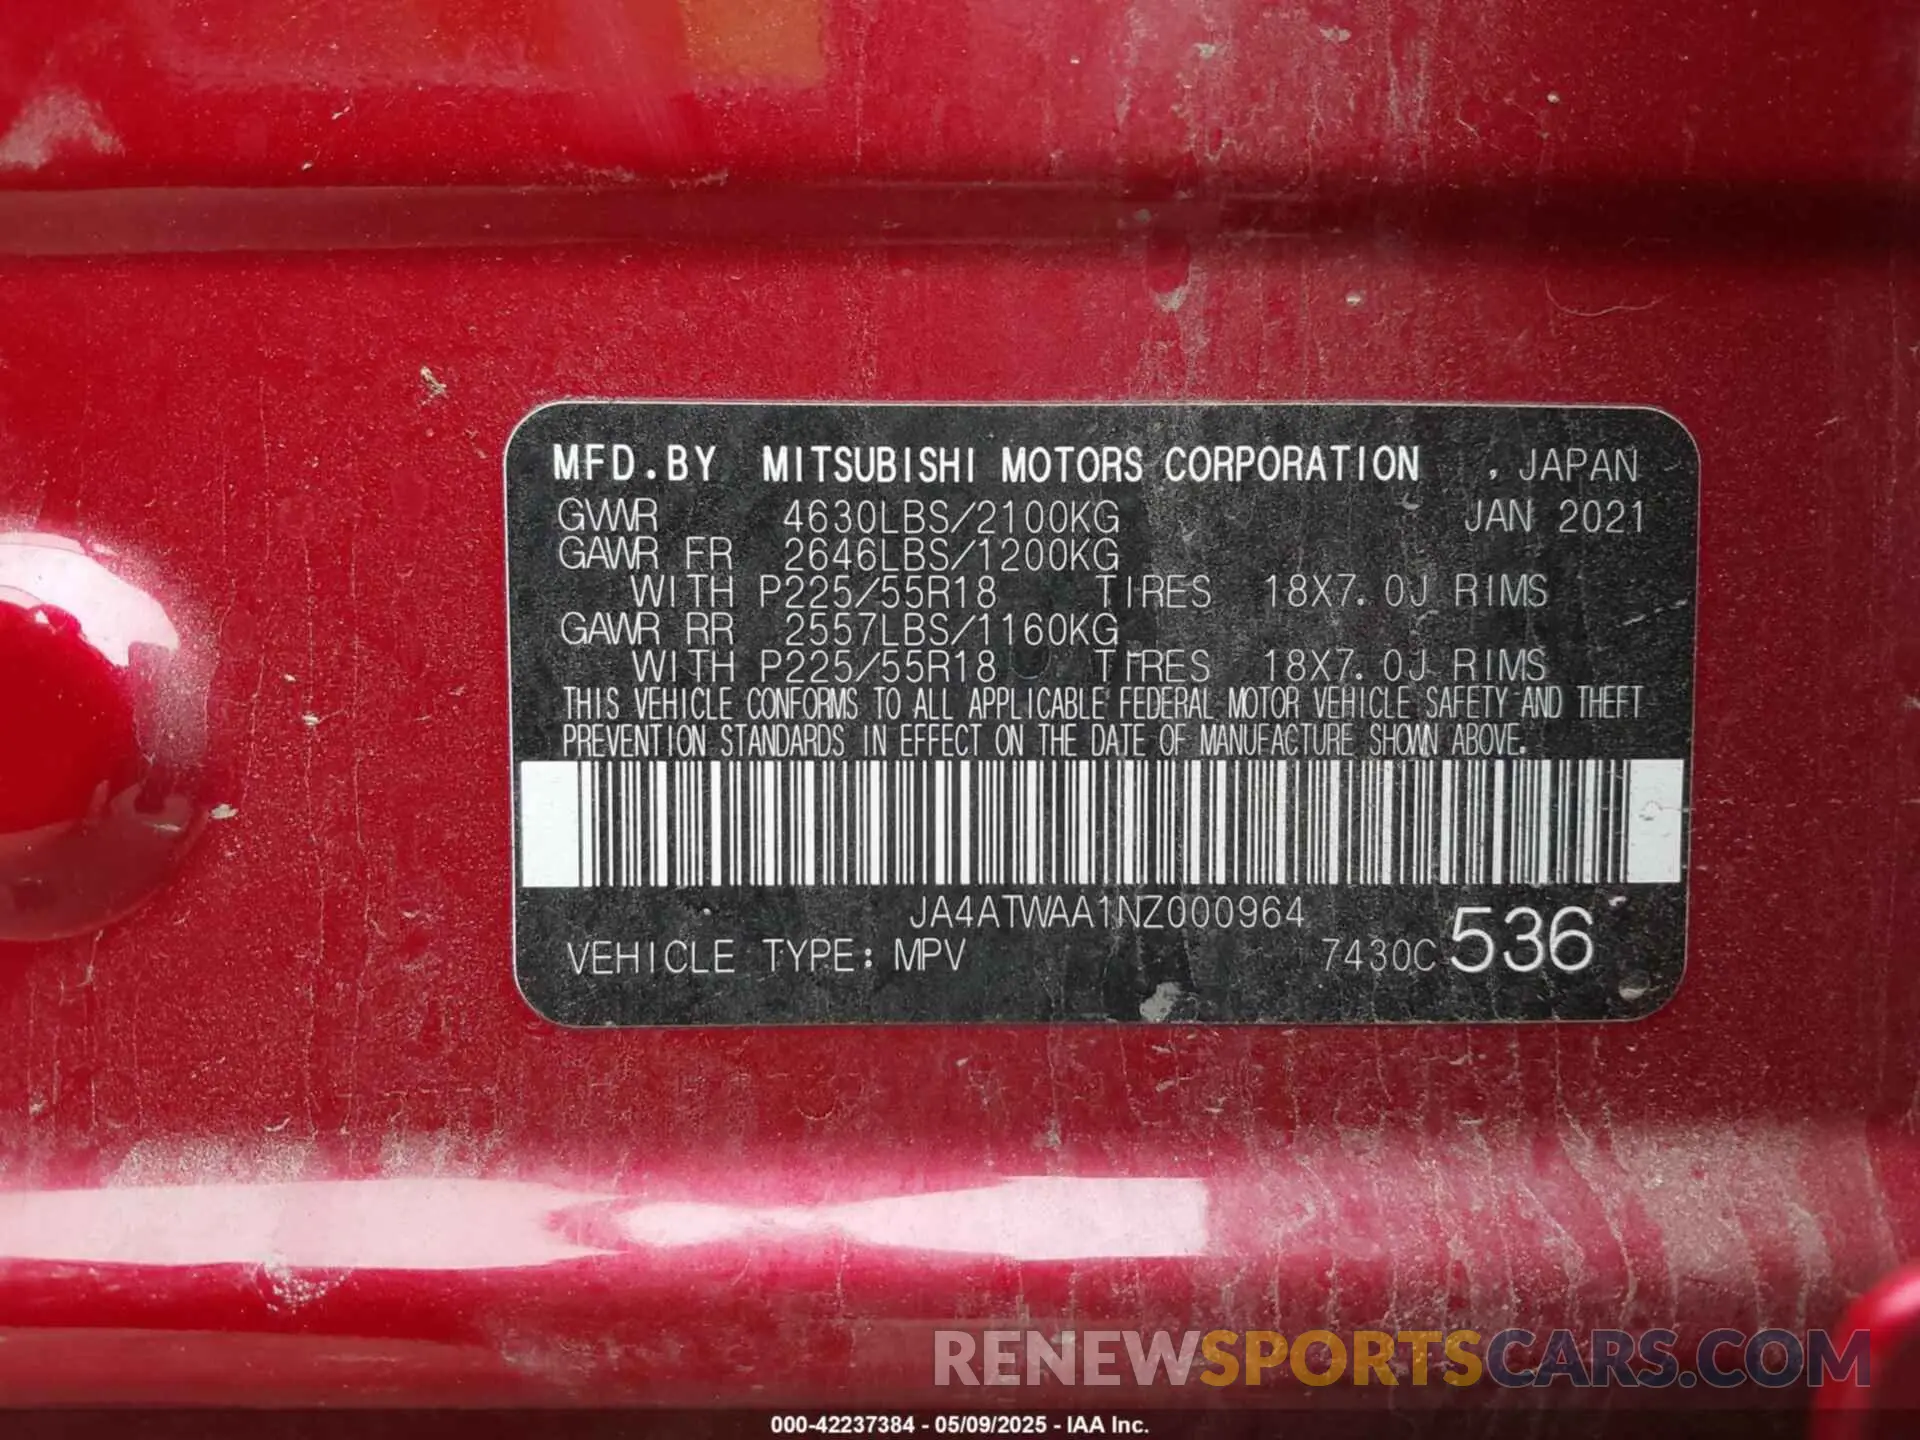 MFD.BY MITSUBISHI MOTORS CORPORATION , JAPAN
GVWR 4630LBS/2100KG JAN 2021
GAWR FR 2646LBS/1200KG
WITH P225/55R18 TIRES 18X7.0J RIMS
GAWR RR 2557LBS/1160KG
WITH P225/55R18 TIRES 18X7.0J RIMS
THIS VEHICLE CONFORMS TO ALL APPLICABLE FEDERAL MOTOR VEHICLE SAFETY AND THEFT
PREVENTION STANDARDS IN EFFECT ON THE DATE OF MANUFACTURE SHOWN ABOVE.
JA4ATWAA1NZ000964
VEHICLE TYPE: MPV 7430C 536
RENEWSPORTSCARS.COM
000-42237384 - 05/09/2025 - IAA Inc.